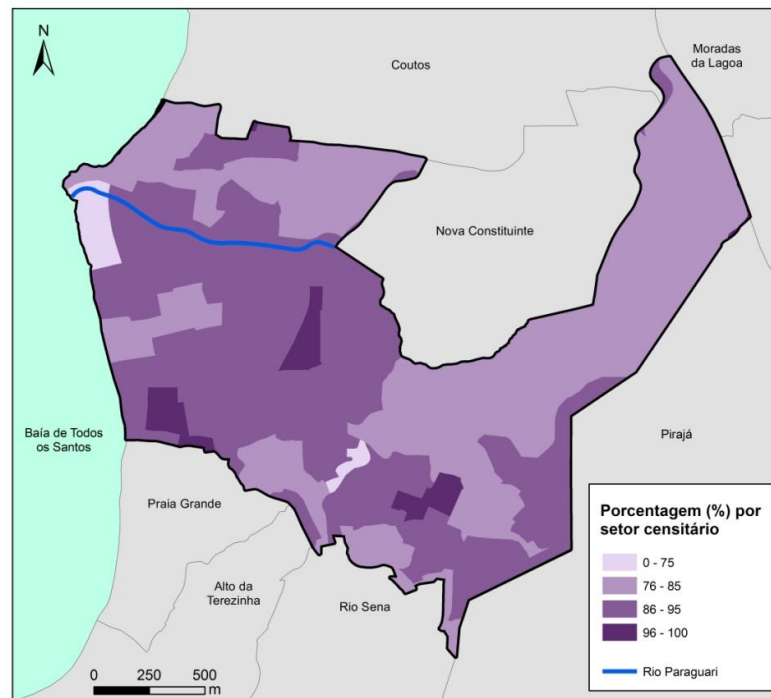 N
Coutos
Moradas
da Lagoa
Nova Constituinte
Baía de Todos
os Santos
Pirajá
Praia Grande
Alto da
Terezinha
Rio Sena
Porcentagem (%) por
setor censitário
0 - 75
76 - 85
86 - 95
96 - 100
Rio Paraguari
0 250 500
m